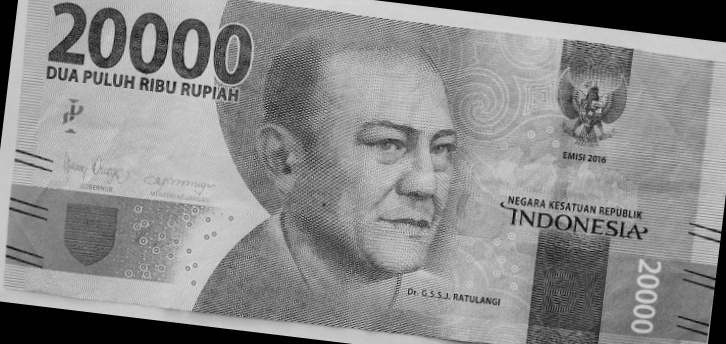 20000
DUA PULUH RIBU RUPIAH
GUBERNUR
MENTERI KEUANGAN
EMISI 2016
NEGARA KESATUAN REPUBLIK
INDONESIA
Dr. G.S.S.J. RATULANGI
20000